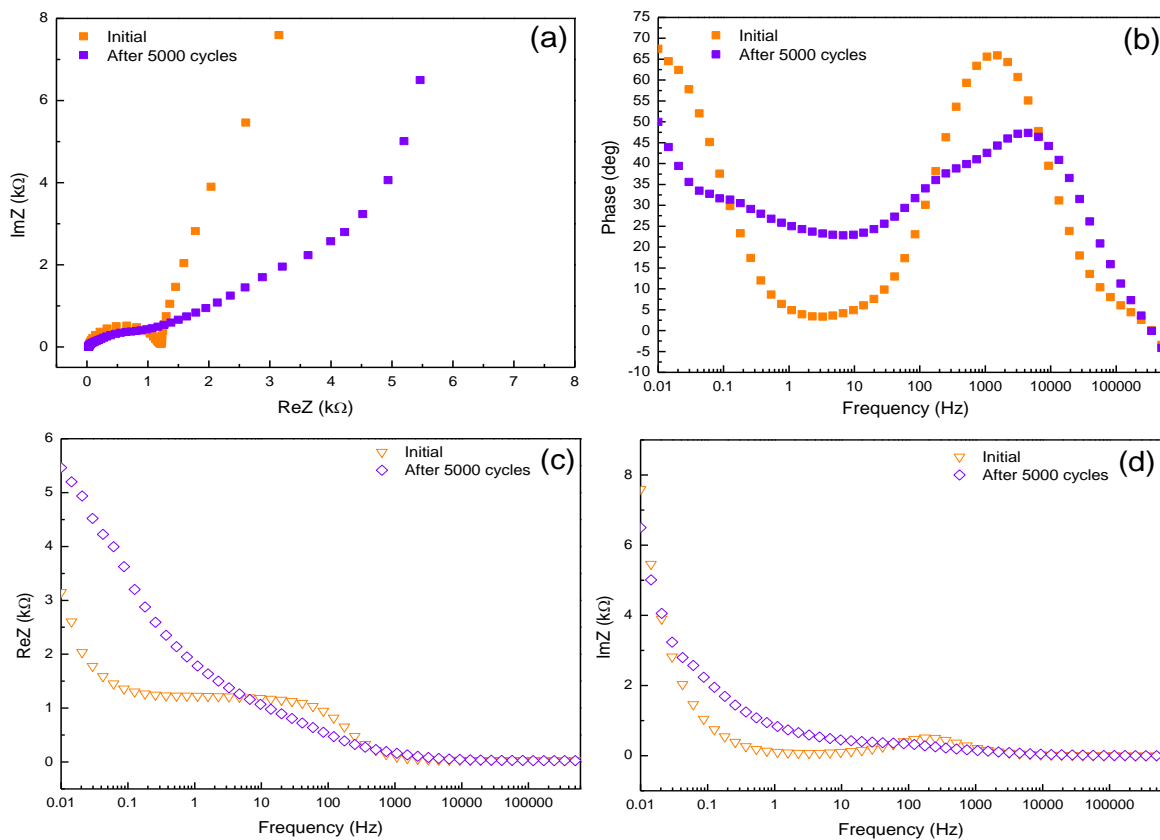 (a)
Initial
After 5000 cycles
ImZ (kΩ)
8
6
4
2
0
0 1 2 3 4 5 6 7 8
ReZ (kΩ)
(b)
Initial
After 5000 cycles
Phase (deg)
75
70
65
60
55
50
45
40
35
30
25
20
15
10
5
0
-5
-10
0.01 0.1 1 10 100 1000 10000 100000
Frequency (Hz)
(c)
Initial
After 5000 cycles
ReZ (kΩ)
6
5
4
3
2
1
0
0.01 0.1 1 10 100 1000 10000 100000
Frequency (Hz)
(d)
Initial
After 5000 cycles
ImZ (kΩ)
8
6
4
2
0
0.01 0.1 1 10 100 1000 10000 100000
Frequency (Hz)